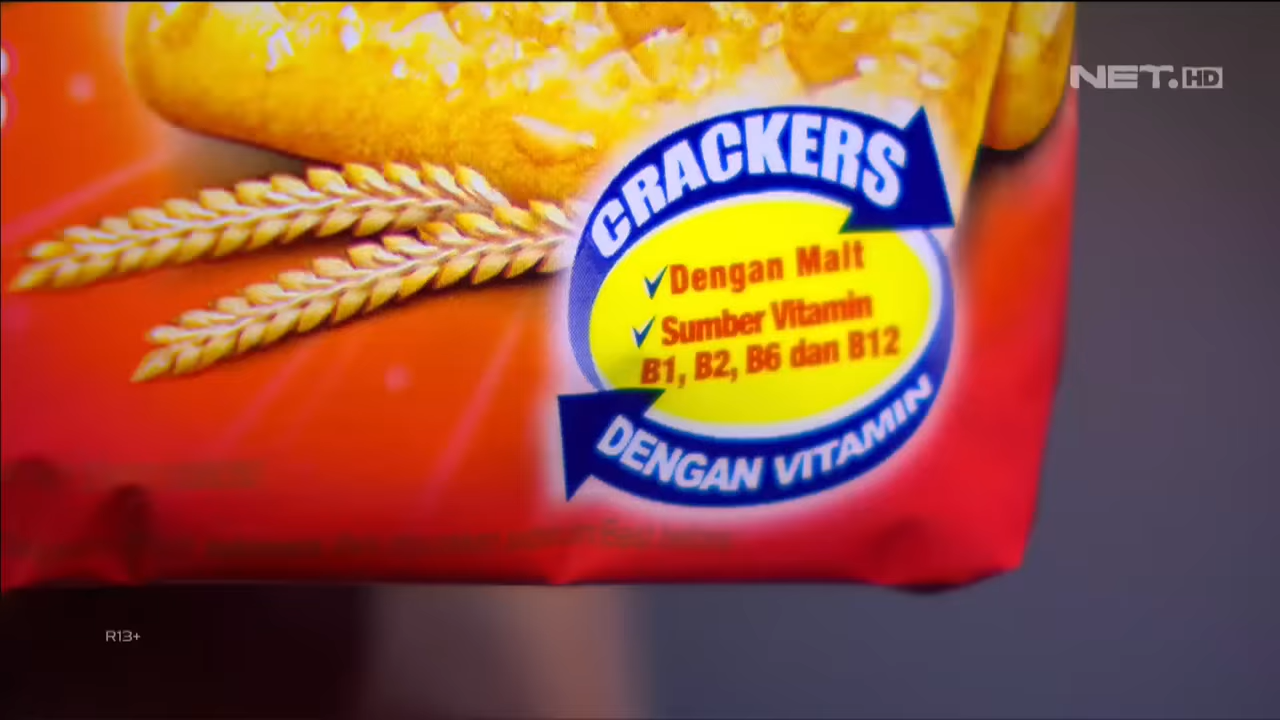 NET.HD
CRACKERS
Dengan Malt
Sumber Vitamin
B1, B2, B6 dan B12
DENGAN VITAMIN
R13+